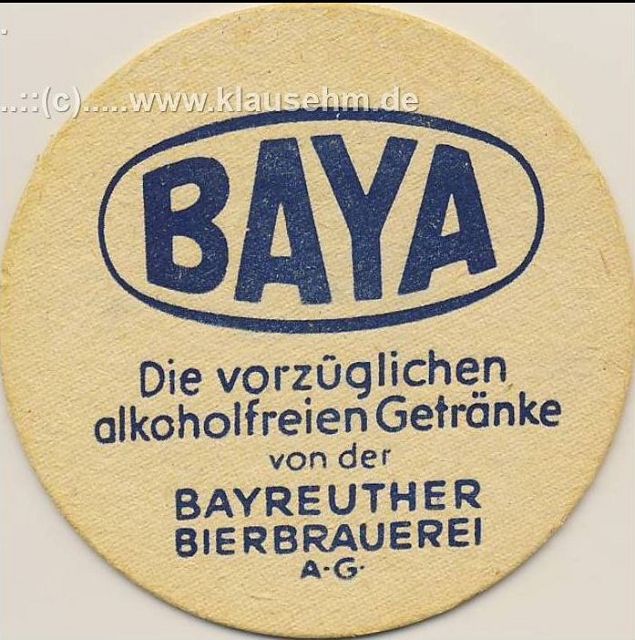 ..::(c).....www.klausehm.de
BAYA
Die vorzüglichen
alkoholfreien Getränke
von der
BAYREUTHER
BIERBRAUEREI
A·G·